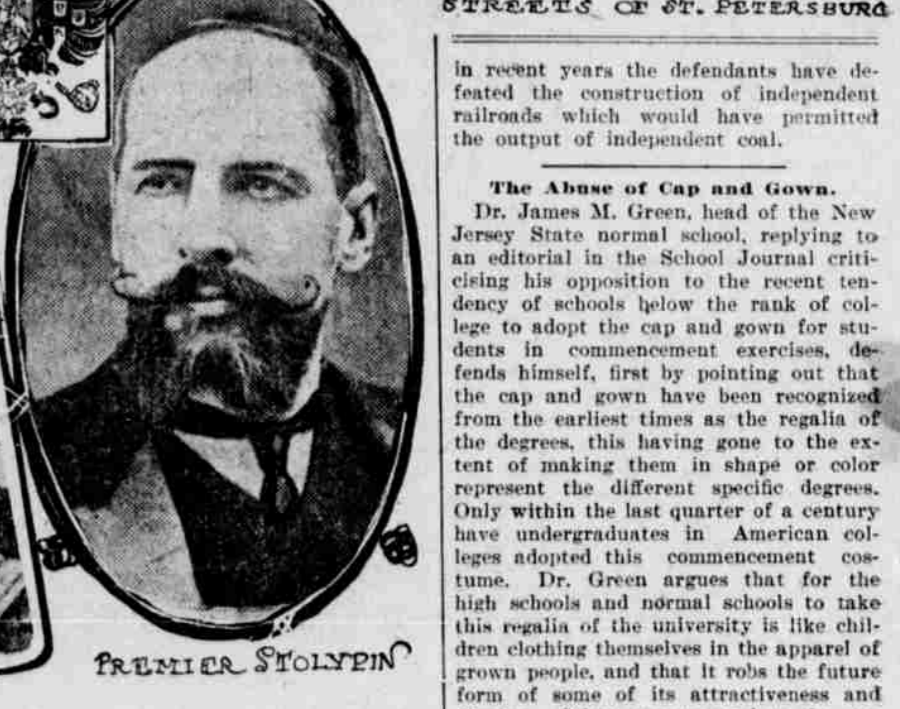 STREETS OF ST. PETERSBURG
PREMIER STOLYPIN
in recent years the defendants have de-
feated the construction of independent
railroads which would have permitted
the output of independent coal.
The Abuse of Cap and Gown.
Dr. James M. Green, head of the New
Jersey State normal school, replying to
an editorial in the School Journal criti-
cising his opposition to the recent ten-
dency of schools below the rank of col-
lege to adopt the cap and gown for stu-
dents in commencement exercises, de-
fends himself, first by pointing out that
the cap and gown have been recognized
from the earliest times as the regalia of
the degrees, this having gone to the ex-
tent of making them in shape or color
represent the different specific degrees.
Only within the last quarter of a century
have undergraduates in American col-
leges adopted this commencement cos-
tume. Dr. Green argues that for the
high schools and normal schools to take
this regalia of the university is like chil-
dren clothing themselves in the apparel of
grown people, and that it robs the future
form of some of its attractiveness and